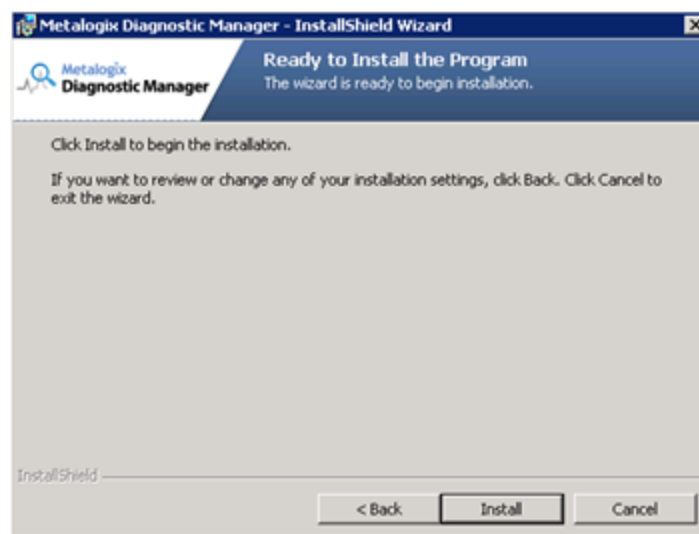 Metalogix Diagnostic Manager - InstallShield Wizard
Metalogix
Diagnostic Manager
Ready to Install the Program
The wizard is ready to begin installation.
Click Install to begin the installation.
If you want to review or change any of your installation settings, click Back. Click Cancel to
exit the wizard.
InstallShield
< Back
Install
Cancel